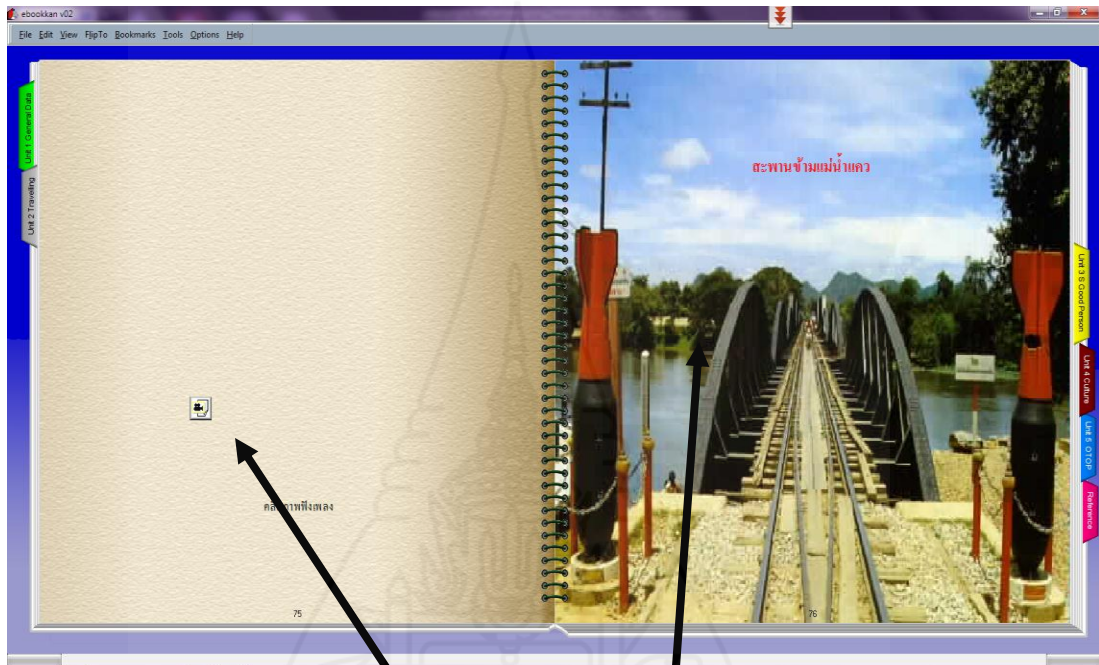 ebookkan v02
File Edit View FlipTo Bookmarks Tools Options Help
Unit 1 General Data
Unit 2 Travelling
75
สะพานข้ามแม่น้ำแคว
76
Unit 3 S Good Person
Unit 4 Culture
Unit 5 OTOP
Reference